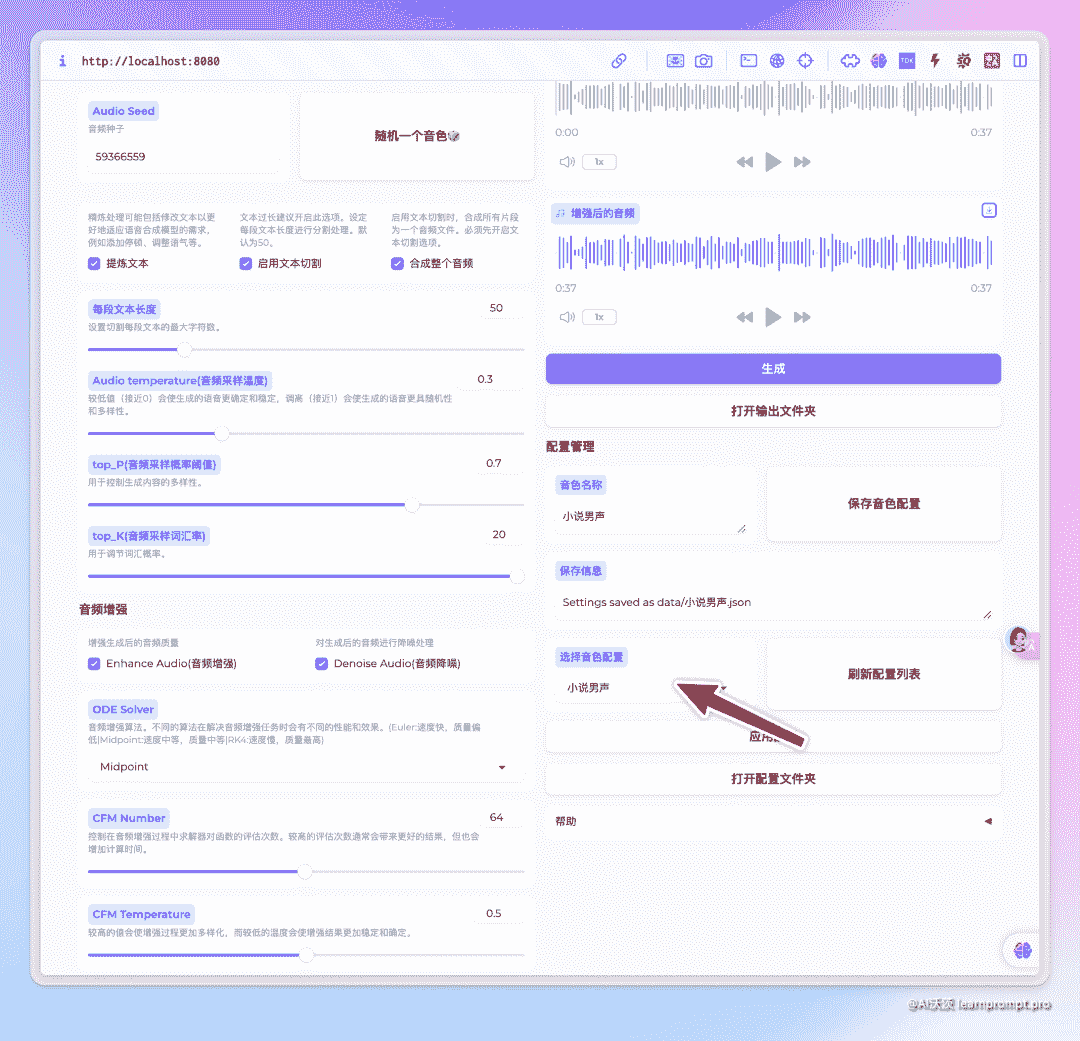 http://localhost:8080
TDX
Audio Seed
音频种子
59366559
随机一个音色🎲
精炼处理可能包括修改文本以更
好地适应语音合成模型的需求，
例如添加停顿、调整语气等。
提炼文本
文本过长建议开启此选项。设定
每段文本长度进行分割处理。默
认为50。
启用文本切割
启用文本切割时，合成所有片段
为一个音频文件。必须先开启文
本切割选项。
合成整个音频
每段文本长度
50
设置切割每段文本的最大字符数。
Audio temperature(音频采样温度)
0.3
较低值（接近0）会使生成的语音更确定和稳定，调高（接近1）会使生成的语音更具随机性
和多样性。
top_P(音频采样概率阈值)
0.7
用于控制生成内容的多样性。
top_K(音频采样词汇率)
20
用于调节词汇概率。
音频增强
增强生成后的音频质量
Enhance Audio(音频增强)
对生成后的音频进行降噪处理
Denoise Audio(音频降噪)
ODE Solver
音频增强算法。不同的算法在解决音频增强任务时会有不同的性能和效果。(Euler:速度快，质量偏
低|Midpoint:速度中等，质量中等|RK4:速度慢，质量最高)
Midpoint
CFM Number
64
控制在音频增强过程中求解器对函数的评估次数。较高的评估次数通常会带来更好的结果，但也会
增加计算时间。
CFM Temperature
0.5
较高的值会使增强过程更加多样化，而较低的温度会使增强结果更加稳定和确定。
0:00
0:37
1x
增强后的音频
0:37
0:37
1x
生成
打开输出文件夹
配置管理
音色名称
小说男声
保存音色配置
保存信息
Settings saved as data/小说男声.json
选择音色配置
小说男声
刷新配置列表
应用
打开配置文件夹
帮助
learnprompt.pro